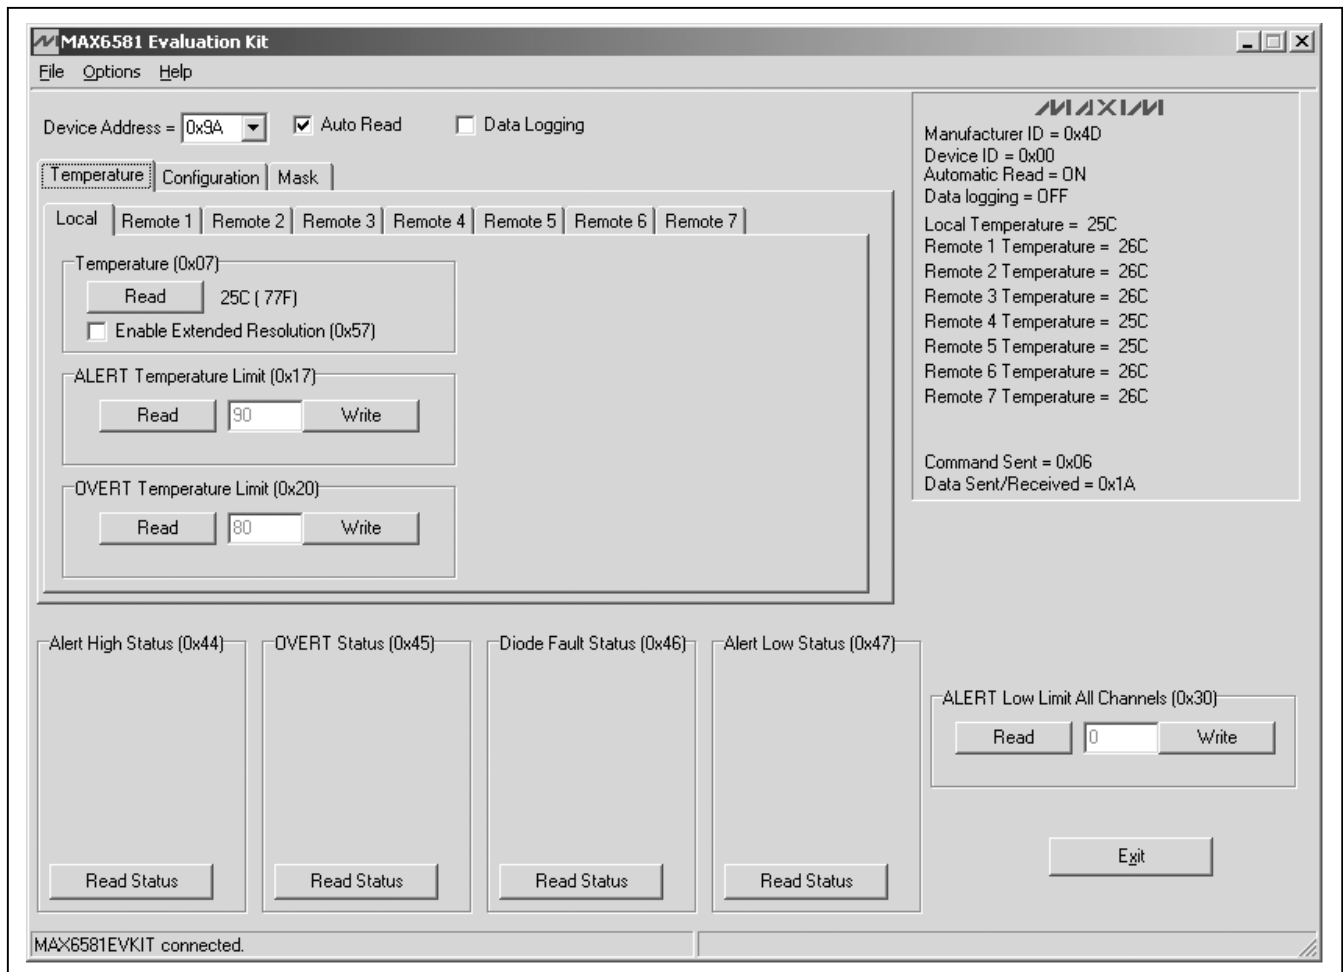 MAX6581 Evaluation Kit
File Options Help
Device Address = 0x9A Auto Read Data Logging
Temperature Configuration Mask
Local Remote 1 Remote 2 Remote 3 Remote 4 Remote 5 Remote 6 Remote 7
Temperature (0x07)
Read 25C ( 77F)
Enable Extended Resolution (0x57)
ALERT Temperature Limit (0x17)
Read 90 Write
OVERT Temperature Limit (0x20)
Read 80 Write
MAXIM
Manufacturer ID = 0x4D
Device ID = 0x00
Automatic Read = ON
Data logging = OFF
Local Temperature = 25C
Remote 1 Temperature = 26C
Remote 2 Temperature = 26C
Remote 3 Temperature = 26C
Remote 4 Temperature = 25C
Remote 5 Temperature = 25C
Remote 6 Temperature = 26C
Remote 7 Temperature = 26C
Command Sent = 0x06
Data Sent/Received = 0x1A
Alert High Status (0x44) OVERT Status (0x45) Diode Fault Status (0x46) Alert Low Status (0x47)
Read Status Read Status Read Status Read Status
ALERT Low Limit All Channels (0x30)
Read 0 Write
Exit
MAX6581EVKIT connected.